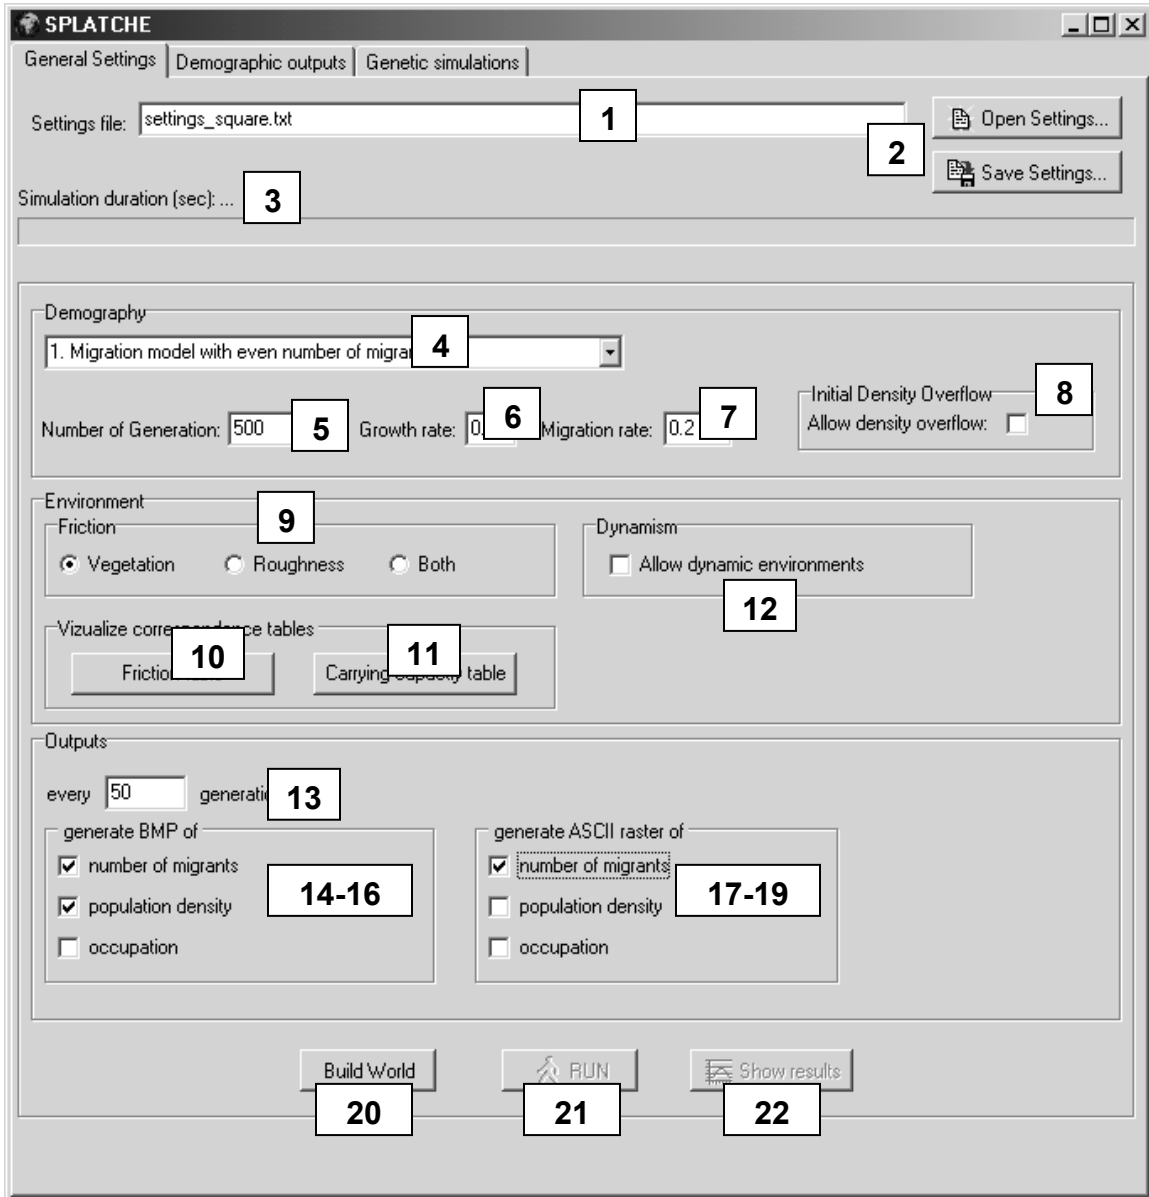 SPLATCHE
General Settings Demographic outputs Genetic simulations
Settings file: settings_square.txt 1 Open Settings...
2 Save Settings...
Simulation duration (sec): ... 3
Demography
1. Migration model with even number of 4
Number of Generation: 500 5 Growth rate: 6 Migration rate: 0.2 7
Initial Density Overflow 8
Allow density overflow:
Environment
Friction 9
Vegetation Roughness Both
Dynamism
Allow dynamic environments
12
Vizualize tables
10 11
Carrying table
Outputs
every 50 13
generate BMP of
number of migrants
population density
occupation
14-16
generate ASCII raster of
number of migrants
population density
occupation
17-19
Build World RUN Show results
20 21 22